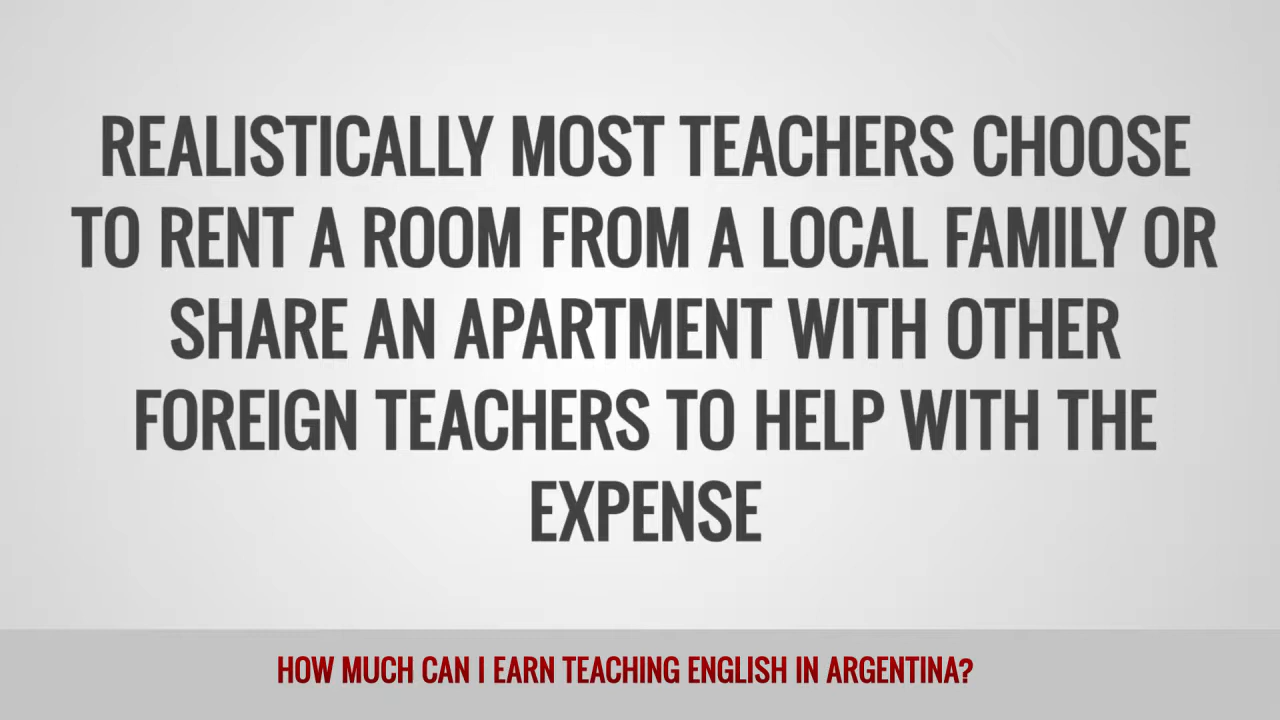 REALISTICALLY MOST TEACHERS CHOOSE
TO RENT A ROOM FROM A LOCAL FAMILY OR
SHARE AN APARTMENT WITH OTHER
FOREIGN TEACHERS TO HELP WITH THE
EXPENSE
HOW MUCH CAN I EARN TEACHING ENGLISH IN ARGENTINA?